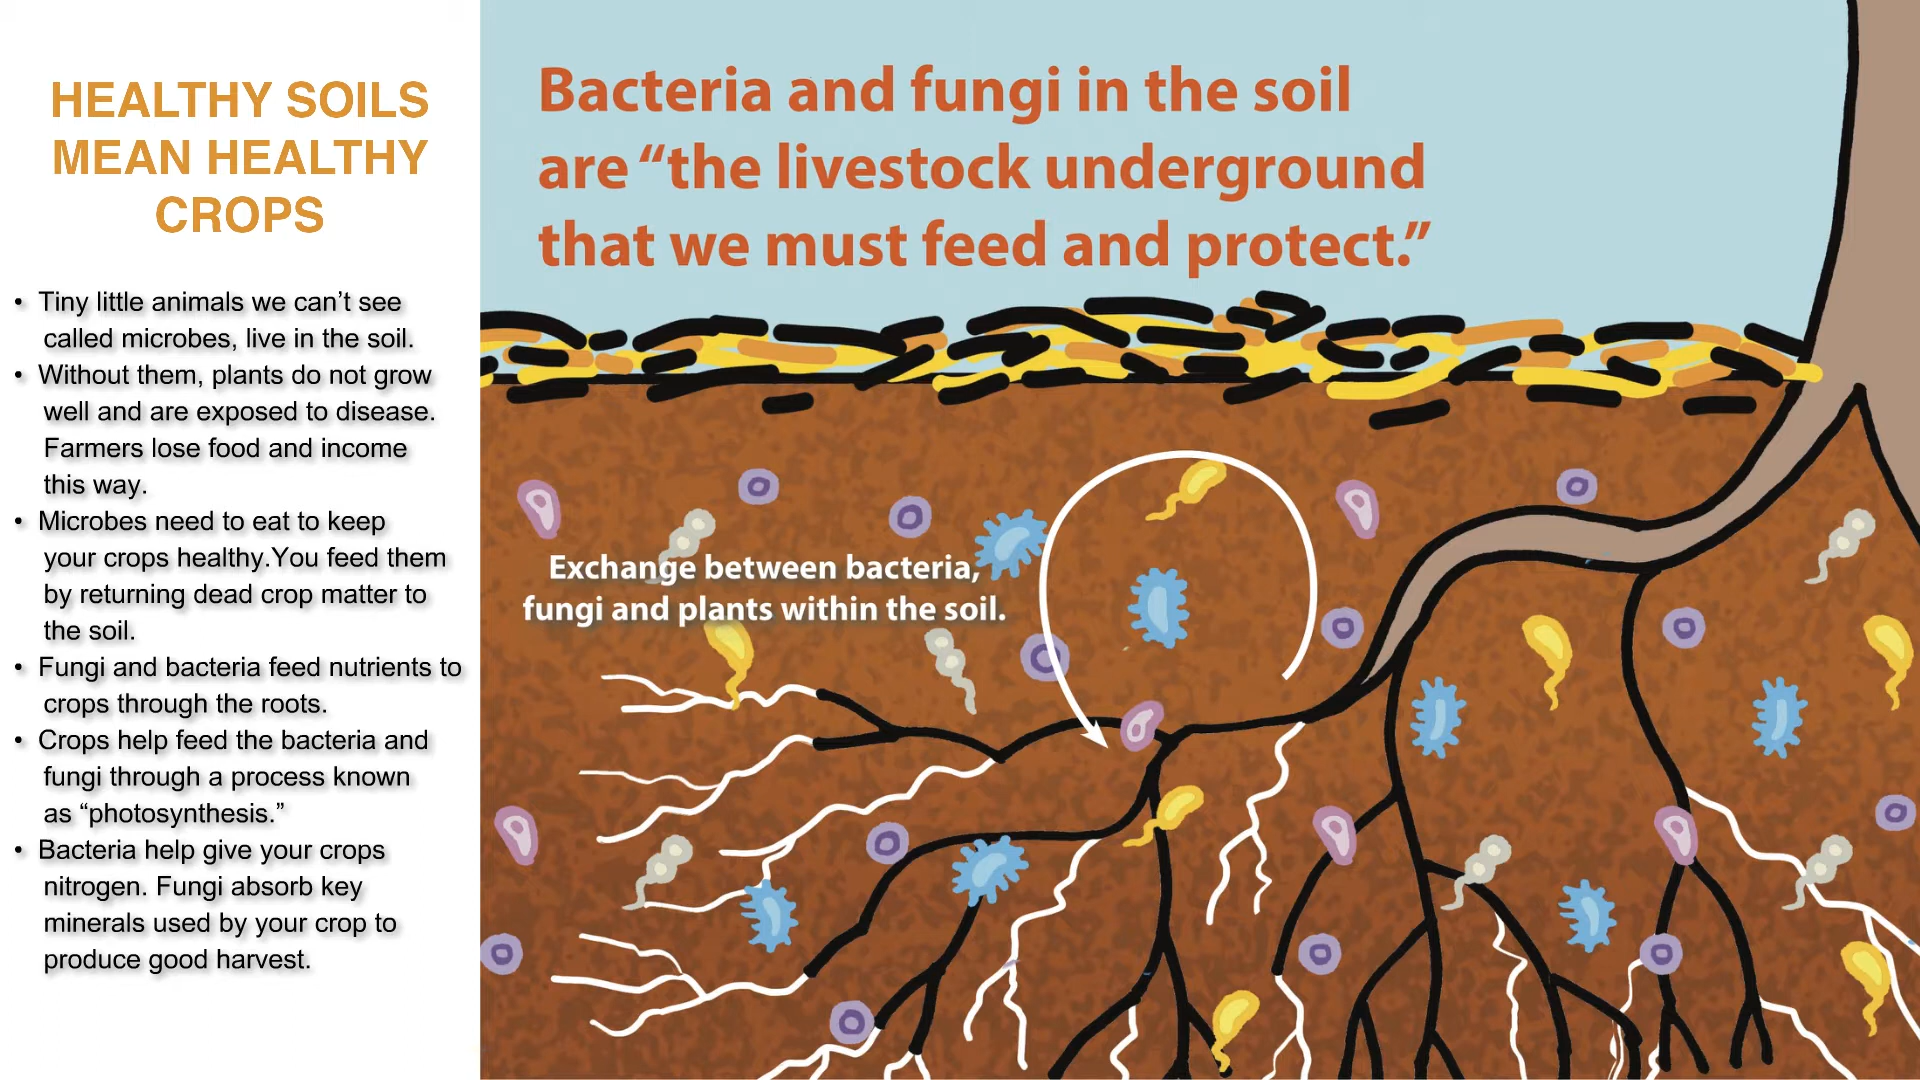 HEALTHY SOILS
MEAN HEALTHY
CROPS
• Tiny little animals we can’t see
called microbes, live in the soil.
• Without them, plants do not grow
well and are exposed to disease.
Farmers lose food and income
this way.
• Microbes need to eat to keep
your crops healthy.You feed them
by returning dead crop matter to
the soil.
• Fungi and bacteria feed nutrients to
crops through the roots.
• Crops help feed the bacteria and
fungi through a process known
as “photosynthesis.”
• Bacteria help give your crops
nitrogen. Fungi absorb key
minerals used by your crop to
produce good harvest.
Bacteria and fungi in the soil
are “the livestock underground
that we must feed and protect.”
Exchange between bacteria,
fungi and plants within the soil.